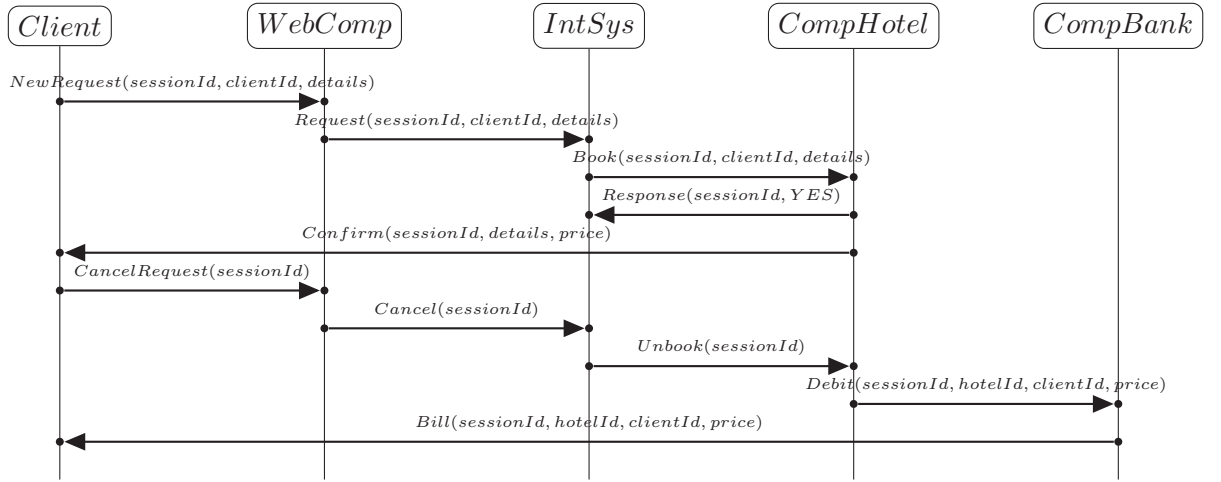 Client WebComp IntSys CompHotel CompBank
NewRequest(sessionId, clientId, details)
Request(sessionId, clientId, details)
Book(sessionId, clientId, details)
Response(sessionId, YES)
Confirm(sessionId, details, price)
CancelRequest(sessionId)
Cancel(sessionId)
Unbook(sessionId)
Debit(sessionId, hotelId, clientId, price)
Bill(sessionId, hotelId, clientId, price)